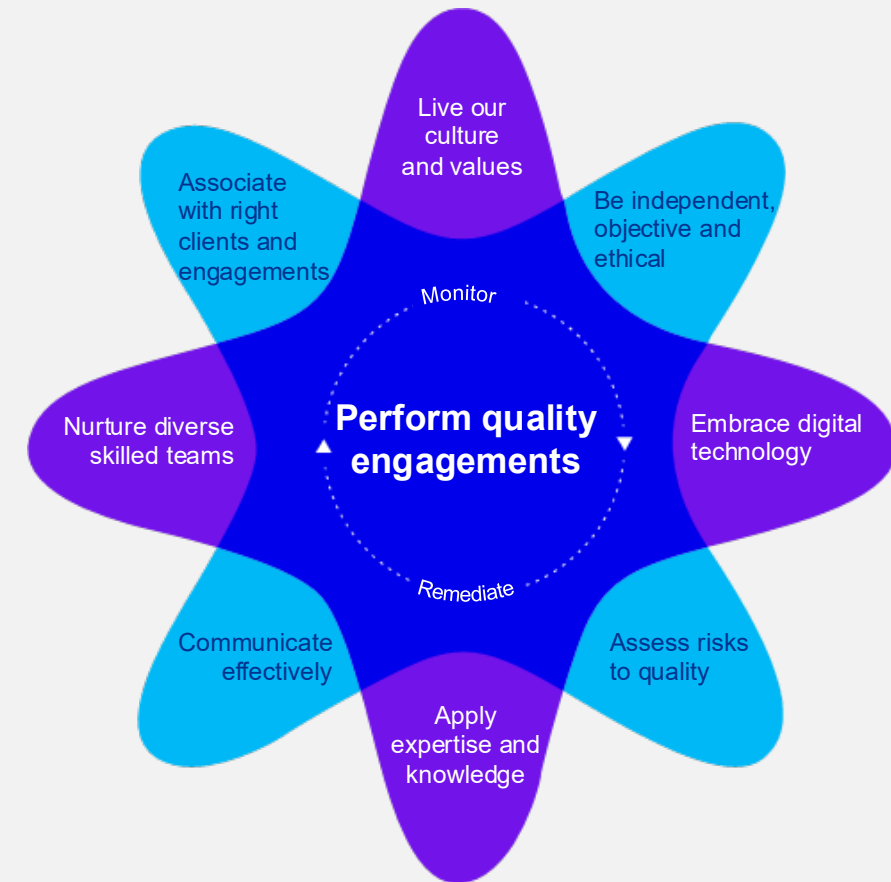 Live our
culture
and values
Be independent,
objective and
ethical
Embrace digital
technology
Assess risks
to quality
Apply
expertise and
knowledge
Communicate
effectively
Nurture diverse
skilled teams
Associate
with right
clients and
engagements
Monitor
Perform quality
engagements
Remediate